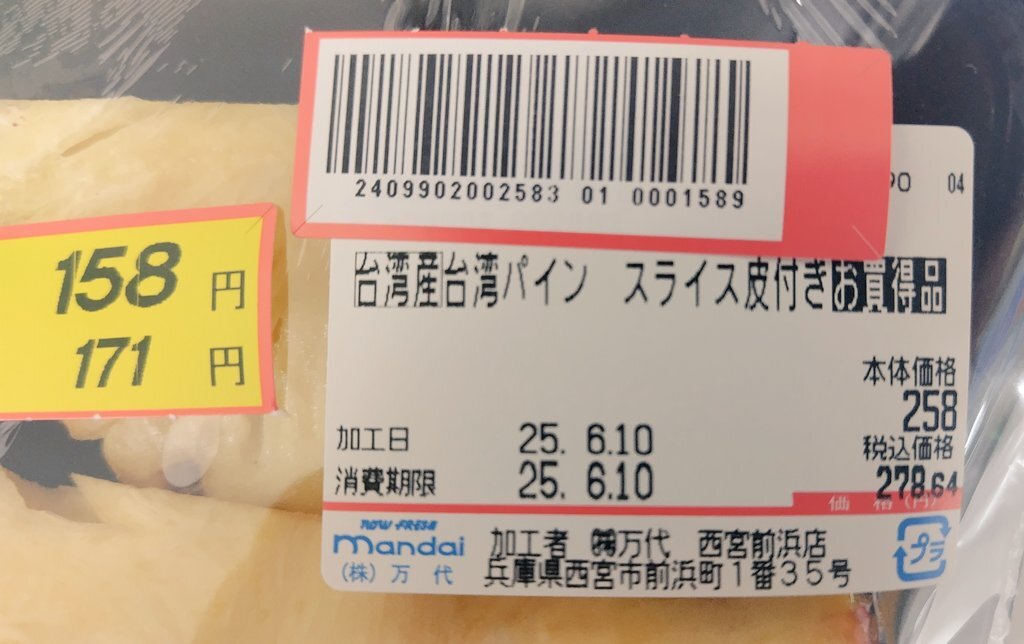 2409902002583 01 0001589
90 04
158 円
171 円
台湾産台湾パイン スライス皮付きお買得品
本体価格
258
税込価格
278.64
価 格 (円)
加工日 25. 6.10
消費期限 25. 6.10
now FRESH
mandai
(株) 万 代
加工者 ㈱万代 西宮前浜店
兵庫県西宮市前浜町1番35号
プラ